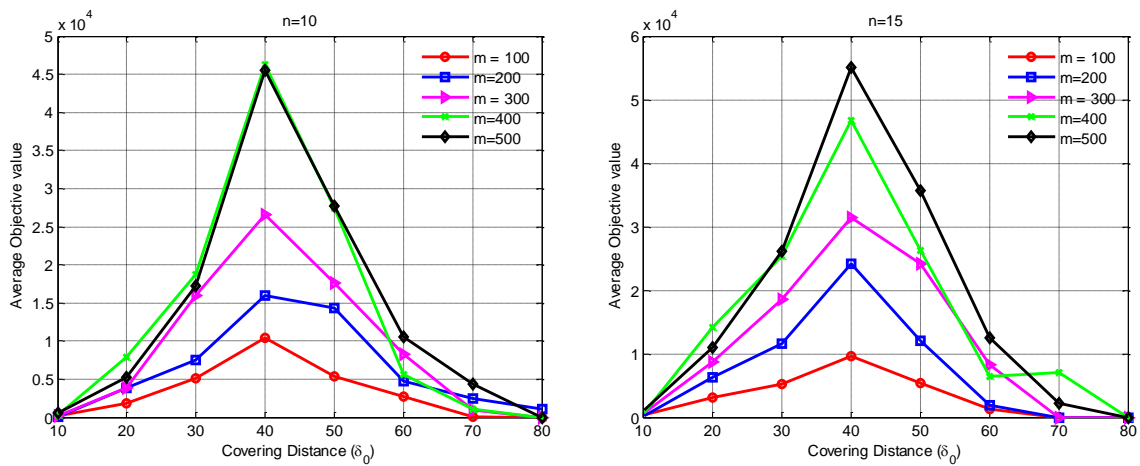 n=10
x 10^4
5
4.5
4
3.5
3
2.5
2
1.5
1
0.5
0
Average Objective value
10 20 30 40 50 60 70 80
Covering Distance (δ_0)
m = 100
m=200
m = 300
m=400
m=500
n=15
x 10^4
6
5
4
3
2
1
0
Average Objective value
10 20 30 40 50 60 70 80
Covering Distance (δ_0)
m = 100
m=200
m = 300
m=400
m=500